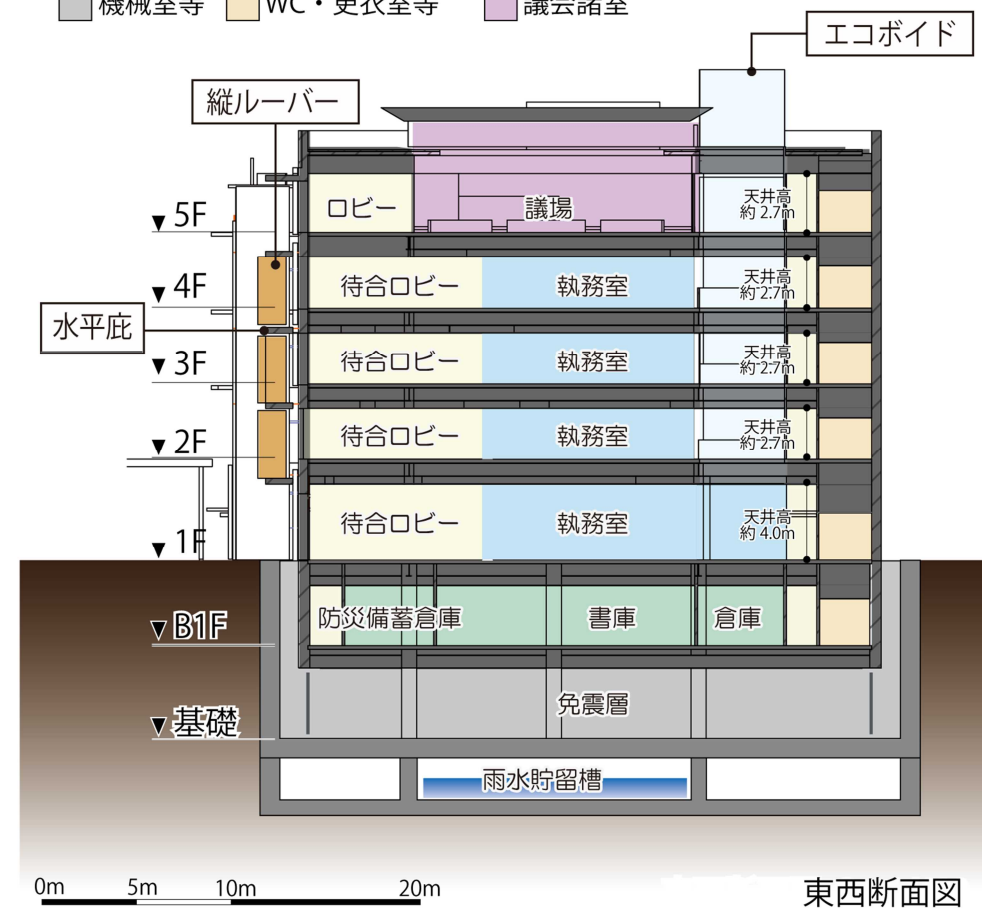 機械室等 WC・更衣室等 議会諸室
エコボイド
縦ルーバー
水平庇
▼5F
ロビー
議場
天井高
約 2.7m
▼4F
待合ロビー
執務室
天井高
約 2.7m
▼3F
待合ロビー
執務室
天井高
約 2.7m
▼2F
待合ロビー
執務室
天井高
約 2.7m
▼1F
待合ロビー
執務室
天井高
約 4.0m
▼B1F
防災備蓄倉庫
書庫
倉庫
▼基礎
免震層
雨水貯留槽
0m 5m 10m 20m
東西断面図